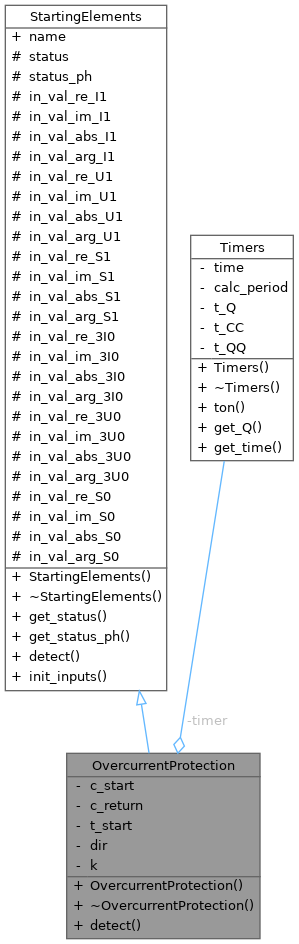 StartingElements
+ name
# status
# status_ph
# in_val_re_I1
# in_val_im_I1
# in_val_abs_I1
# in_val_arg_I1
# in_val_re_U1
# in_val_im_U1
# in_val_abs_U1
# in_val_arg_U1
# in_val_re_S1
# in_val_im_S1
# in_val_abs_S1
# in_val_arg_S1
# in_val_re_3I0
# in_val_im_3I0
# in_val_abs_3I0
# in_val_arg_3I0
# in_val_re_3U0
# in_val_im_3U0
# in_val_abs_3U0
# in_val_arg_3U0
# in_val_re_S0
# in_val_im_S0
# in_val_abs_S0
# in_val_arg_S0
+ StartingElements()
+ ~StartingElements()
+ get_status()
+ get_status_ph()
+ detect()
+ init_inputs()
Timers
- time
- calc_period
- t_Q
- t_CC
- t_QQ
+ Timers()
+ ~Timers()
+ ton()
+ get_Q()
+ get_time()
-timer
OvercurrentProtection
- c_start
- c_return
- t_start
- dir
- k
+ OvercurrentProtection()
+ ~OvercurrentProtection()
+ detect()